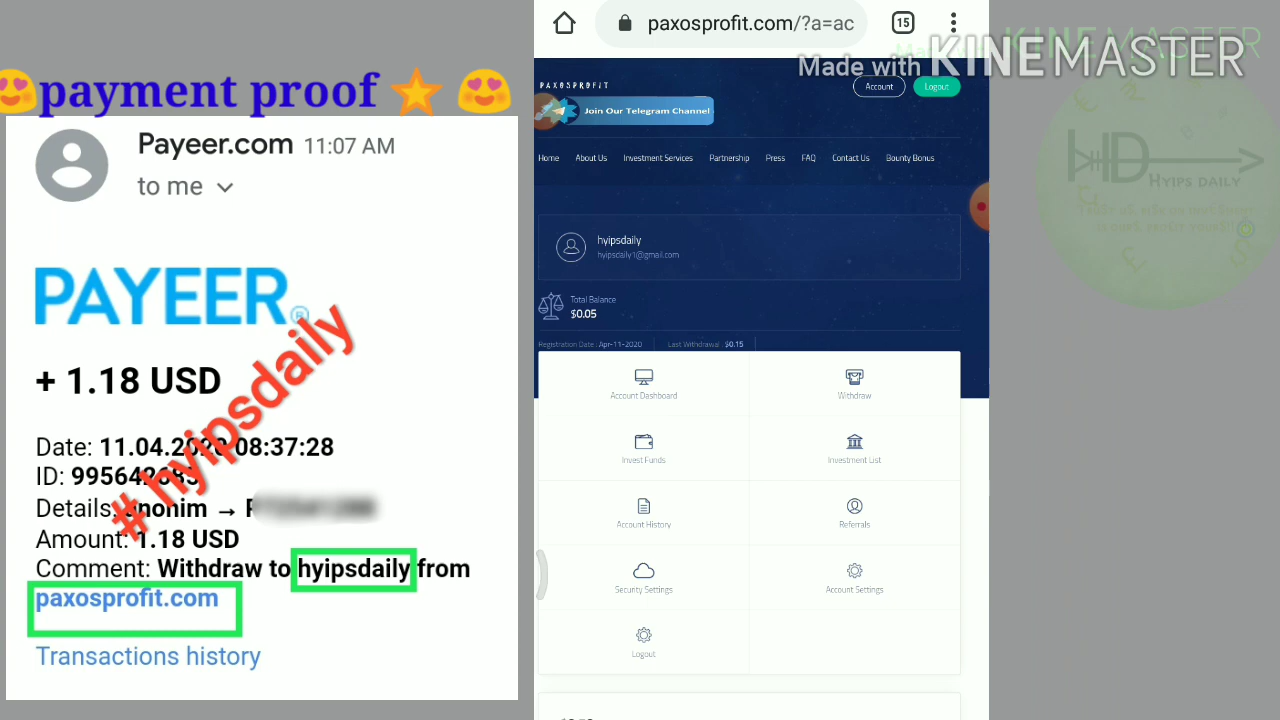 😍payment proof ⭐ 😍
Payeer.com 11:07 AM
to me
PAYEER®
+ 1.18 USD
Date: 11.04.2020 08:37:28
ID: 995642685
Details: anonim →
Amount: 1.18 USD
Comment: Withdraw to hyipsdaily from
paxosprofit.com
Transactions history
# hyipsdaily
paxosprofit.com/?a=ac
15
Made with KINEMASTER
PAXOSPROFIT
Account
Logout
Join Our Telegram Channel
Home About Us Investment Services Partnership Press FAQ Contact Us Bounty Bonus
hyipsdaily
hyipsdaily1@gmail.com
Total Balance
$0.05
Registration Date : Apr-11-2020 Last Withdrawal : $0.15
Account Dashboard Withdraw
Invest Funds Investment List
Account History Referrals
Security Settings Account Settings
Logout
HD
HYIPS DAILY